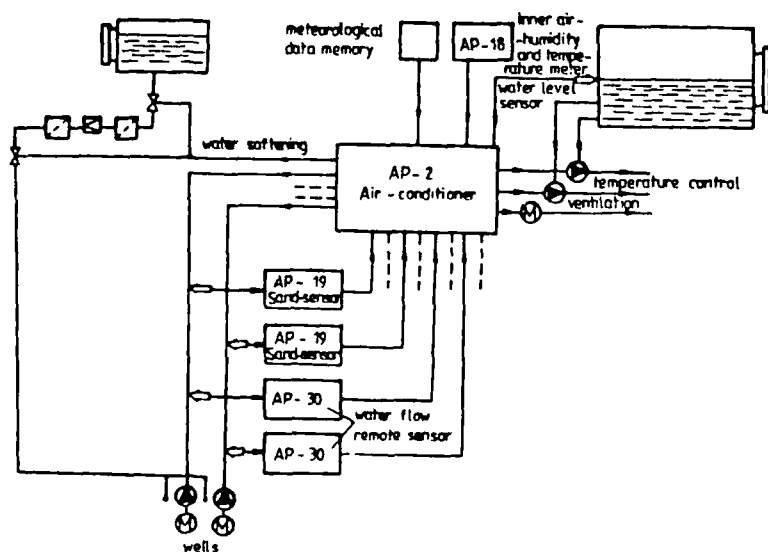 meteorological
data memory
AP-18
Inner air-
-humidity
and tempe-
rature meter
water level
sensor
water softening
AP-2
Air-conditioner
temperature control
ventilation
M
AP-19
Sand-sensor
AP-19
Sand-sensor
AP-30
water flow
remote sensor
AP-30
M
M
wells